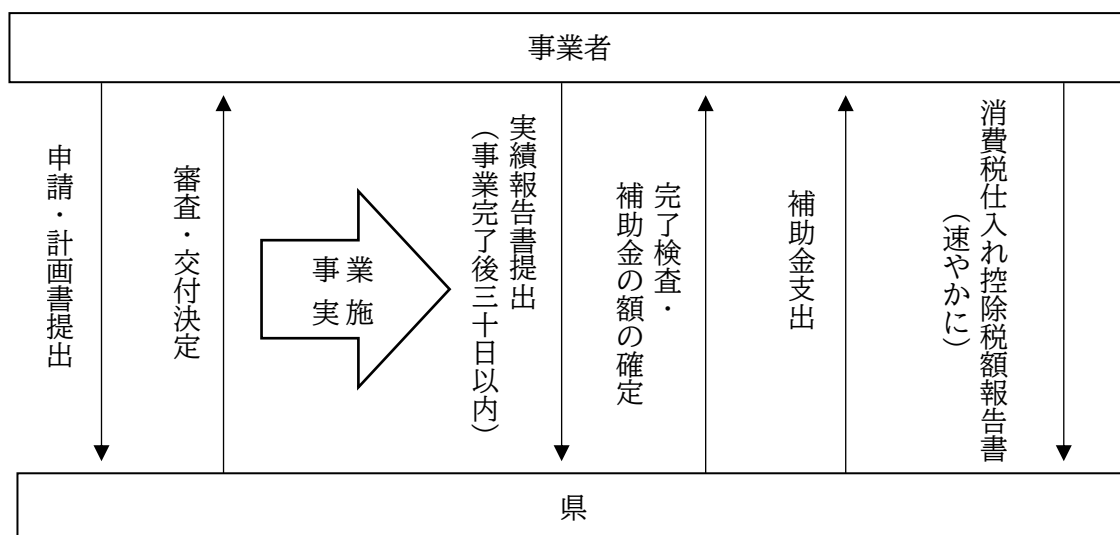 事業者
申請・計画書提出
審査・交付決定
事業
実施
実績報告書提出
（事業完了後三十日以内）
完了検査・
補助金の額の確定
補助金支出
消費税仕入れ控除税額報告書
（速やかに）
県